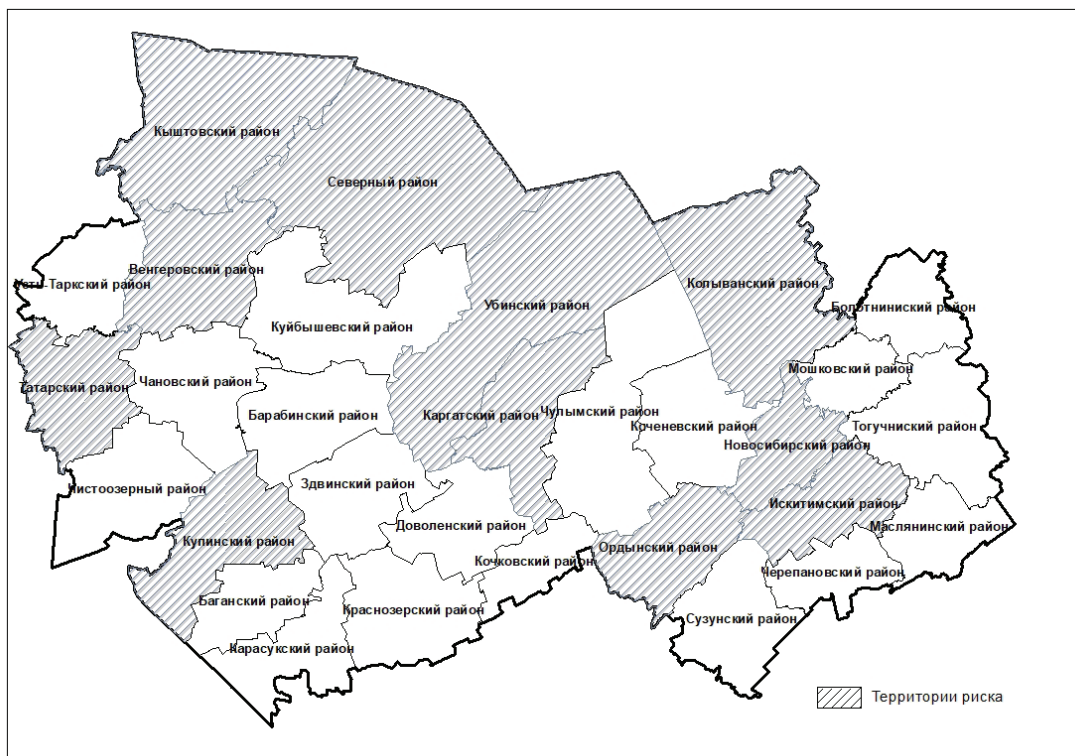 Кыштовский район
Северный район
Венгеровский район
Усть-Таркский район
Убинский район
Колыванский район
Болотниниский район
Куйбышевский район
Мошковский район
Татарский район
Чановский район
Барабинский район
Каргатский район
Чулымский район
Коченевский район
Тогучниский район
Новосибирский район
Чистоозерный район
Здвинский район
Искитимский район
Доволенский район
Маслянинский район
Купинский район
Ордынский район
Кочковский район
Черепановский район
Баганский район
Краснозерский район
Сузунский район
Карасукский район
Территории риска